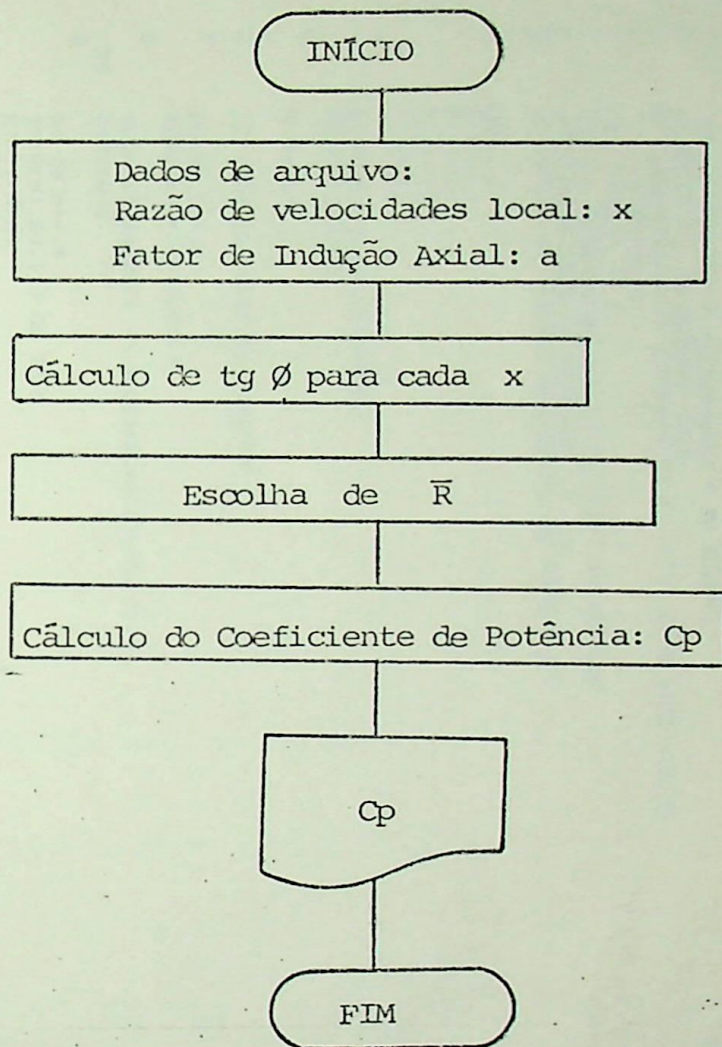 INÍCIO
Dados de arquivo:
Razão de velocidades local: x
Fator de Indução Axial: a
Cálculo de tg Ø para cada x
Escolha de R̅
Cálculo do Coeficiente de Potência: Cp
Cp
FIM